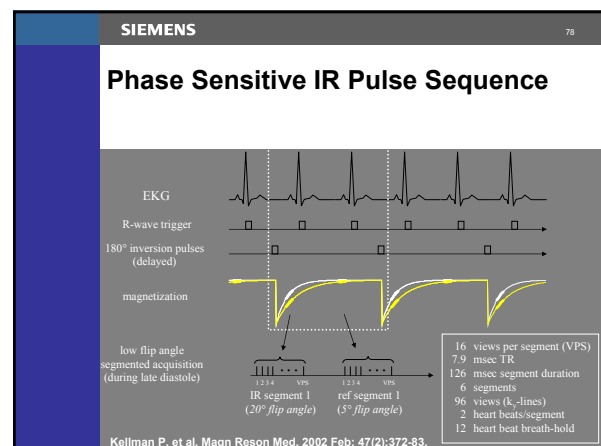 SIEMENS
78
Phase Sensitive IR Pulse Sequence
EKG
R-wave trigger
180° inversion pulses
(delayed)
magnetization
low flip angle
segmented acquisition
(during late diastole)
1 2 3 4 VPS
1 2 3 4 VPS
IR segment 1
(20° flip angle)
ref segment 1
(5° flip angle)
16 views per segment (VPS)
7.9 msec TR
126 msec segment duration
6 segments
96 views (ky-lines)
2 heart beats/segment
12 heart beat breath-hold
Kellman P, et al. Magn Reson Med. 2002 Feb; 47(2):372-83.